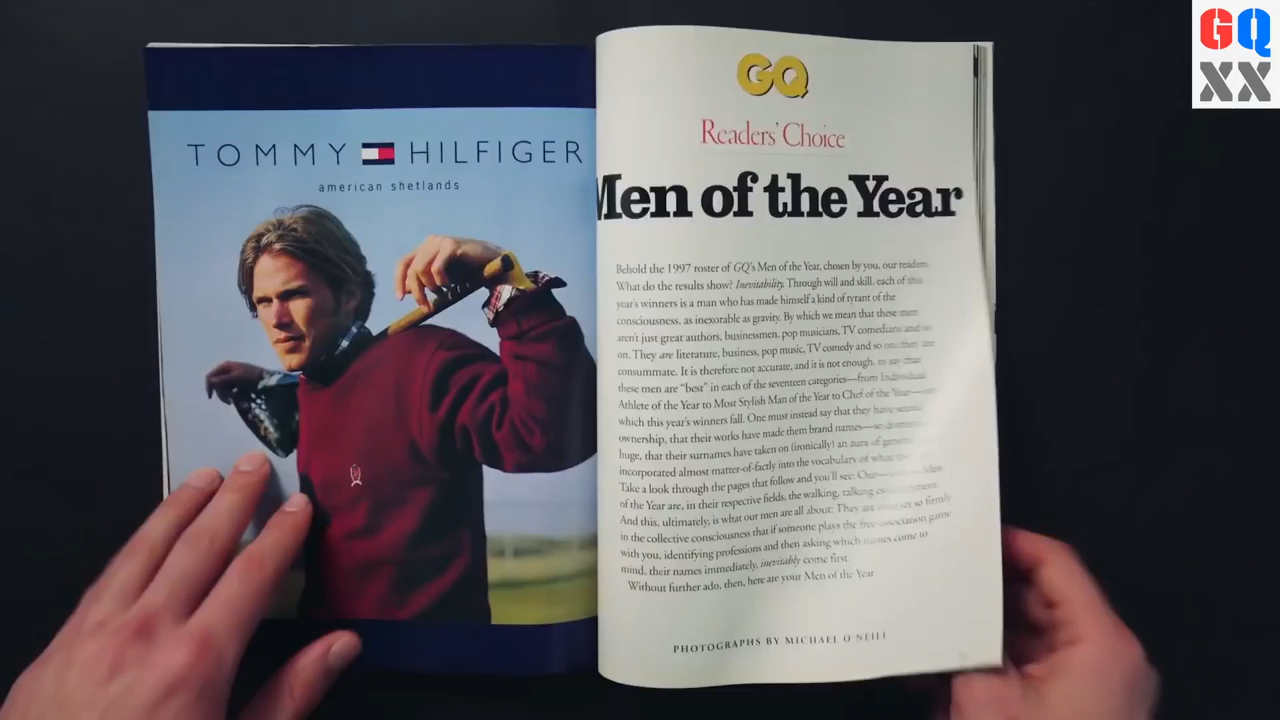 GQ
XX
TOMMY HILFIGER
american shetlands
GQ
Readers' Choice
Men of the Year
Behold the 1997 roster of GQ's Men of the Year, chosen by you, our readers.
What do the results show? Inevitability. Through will and skill, each of this
year's winners is a man who has made himself a kind of tyrant of the
consciousness, as inexorable as gravity. By which we mean that these men
aren't just great authors, businessmen, pop musicians, TV comedians and so
on. They are literature, business, pop music, TV comedy and so on; they are
consummate. It is therefore not accurate, and it is not enough, to say that
these men are "best" in each of the seventeen categories—from Individual
Athlete of the Year to Most Stylish Man of the Year to Chef of the Year—
which this year's winners fall. One must instead say that they have seized
ownership, that their works have made them brand names—so
huge, that their surnames have taken on (ironically) an aura of
incorporated almost matter-of-factly into the vocabulary of what
Take a look through the pages that follow and you'll see: Our
of the Year are, in their respective fields, the walking, talking
And this, ultimately, is what our men are all about: They are set so firmly
in the collective consciousness that if someone plays the free-association game
with you, identifying professions and then asking which names come to
mind, their names immediately, inevitably come first.
Without further ado, then, here are your Men of the Year
PHOTOGRAPHS BY MICHAEL O'NEILL